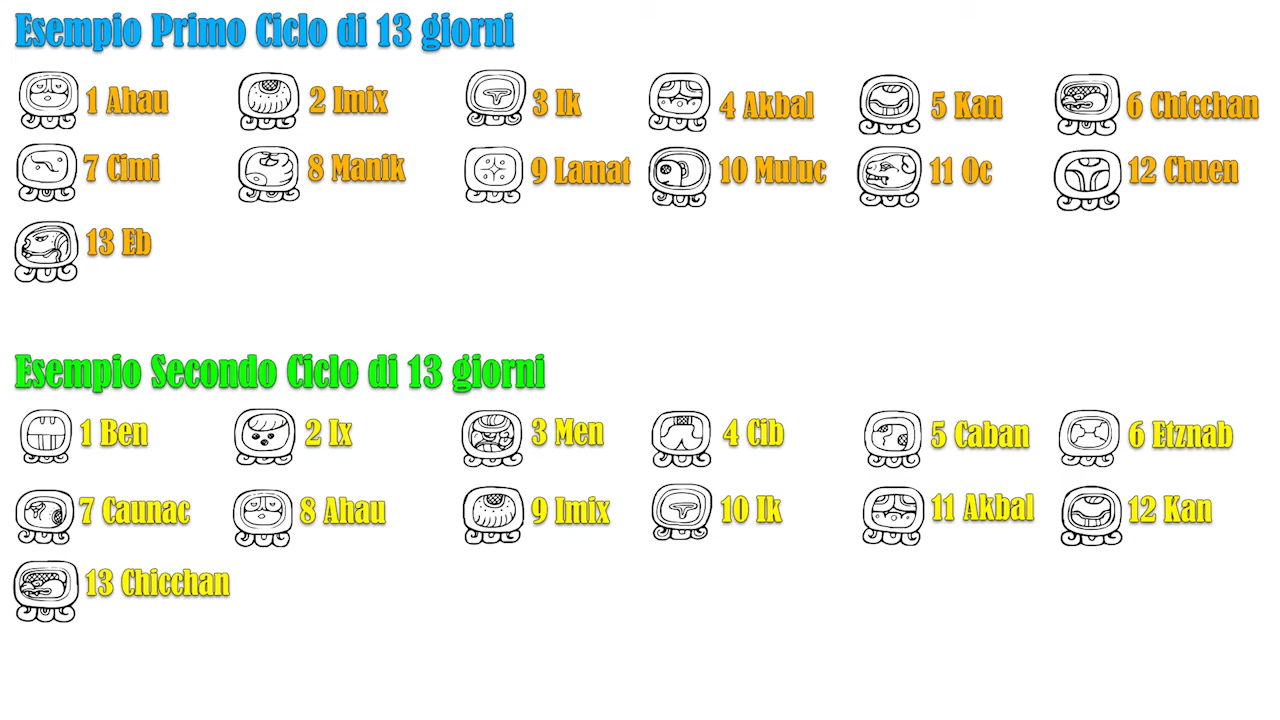 Esempio Primo Ciclo di 13 giorni
1 Ahau 2 Imix 3 Ik 4 Akbal 5 Kan 6 Chicchan
7 Cimi 8 Manik 9 Lamat 10 Muluc 11 Oc 12 Chuen
13 Eb
Esempio Secondo Ciclo di 13 giorni
1 Ben 2 Ix 3 Men 4 Cib 5 Caban 6 Etznab
7 Caunac 8 Ahau 9 Imix 10 Ik 11 Akbal 12 Kan
13 Chicchan